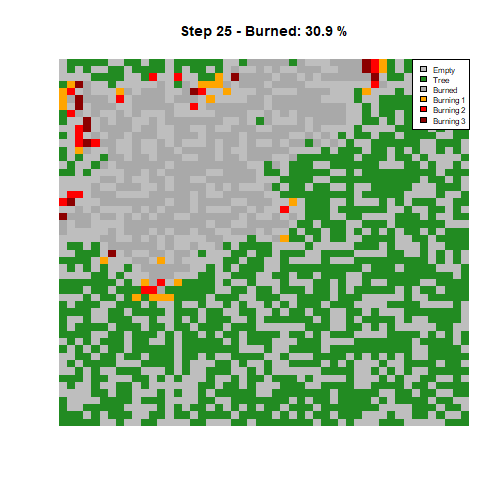 Step 25 - Burned: 30.9 %
Empty
Tree
Burned
Burning 1
Burning 2
Burning 3